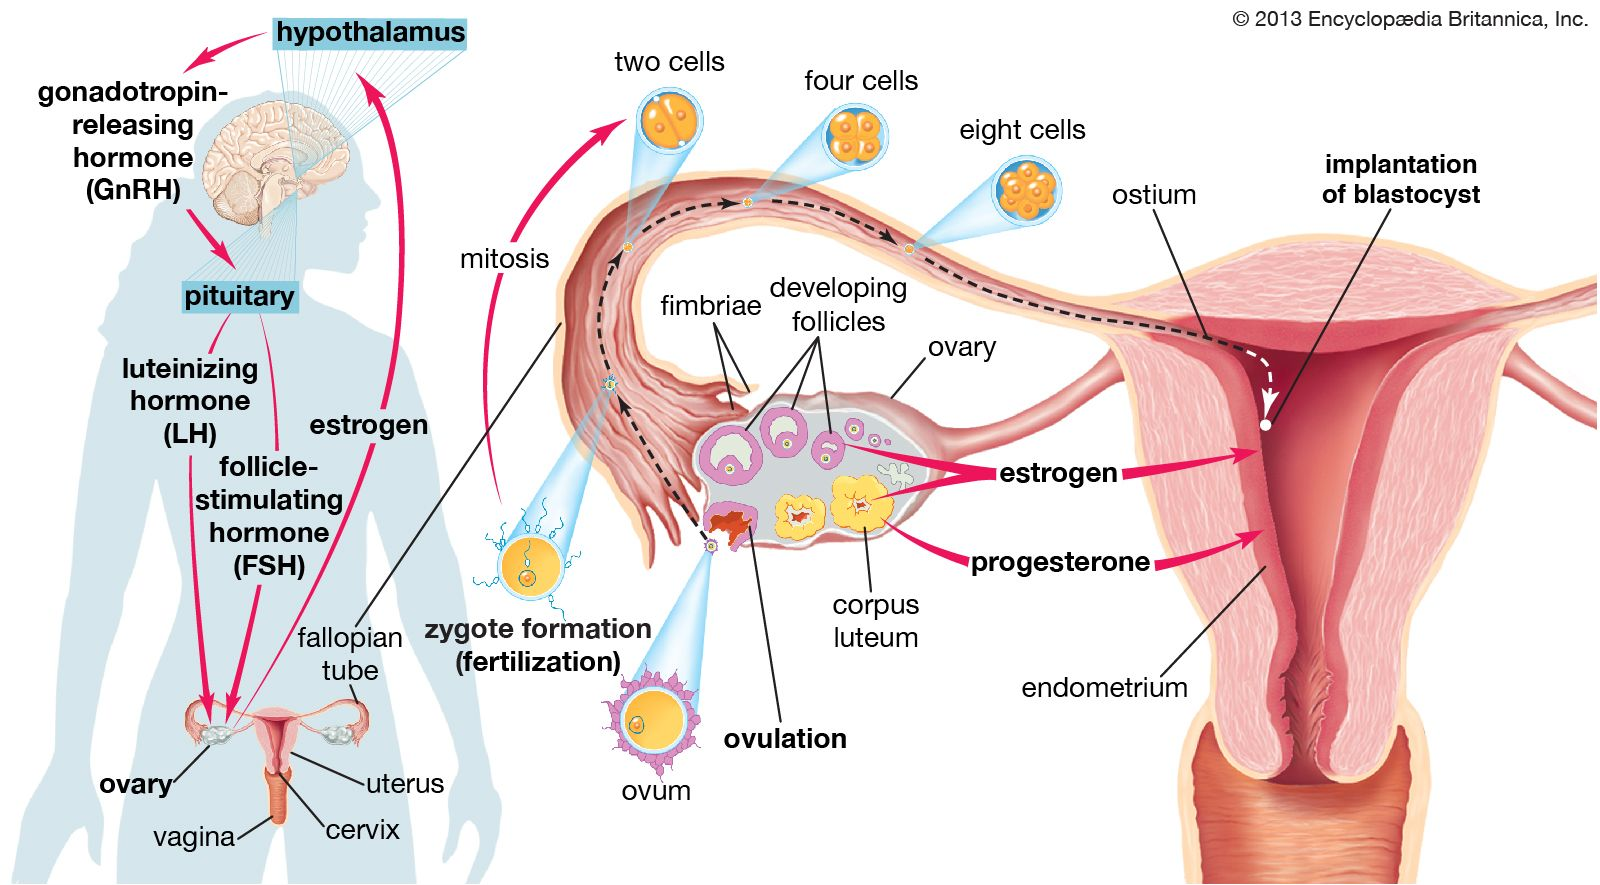 © 2013 Encyclopædia Britannica, Inc.
hypothalamus
gonadotropin-
releasing
hormone
(GnRH)
pituitary
luteinizing
hormone
(LH)
follicle-
stimulating
hormone
(FSH)
estrogen
fallopian
tube
ovary
uterus
vagina
cervix
mitosis
two cells
four cells
eight cells
zygote formation
(fertilization)
ovum
ovulation
fimbriae
developing
follicles
ovary
corpus
luteum
estrogen
progesterone
ostium
implantation
of blastocyst
endometrium